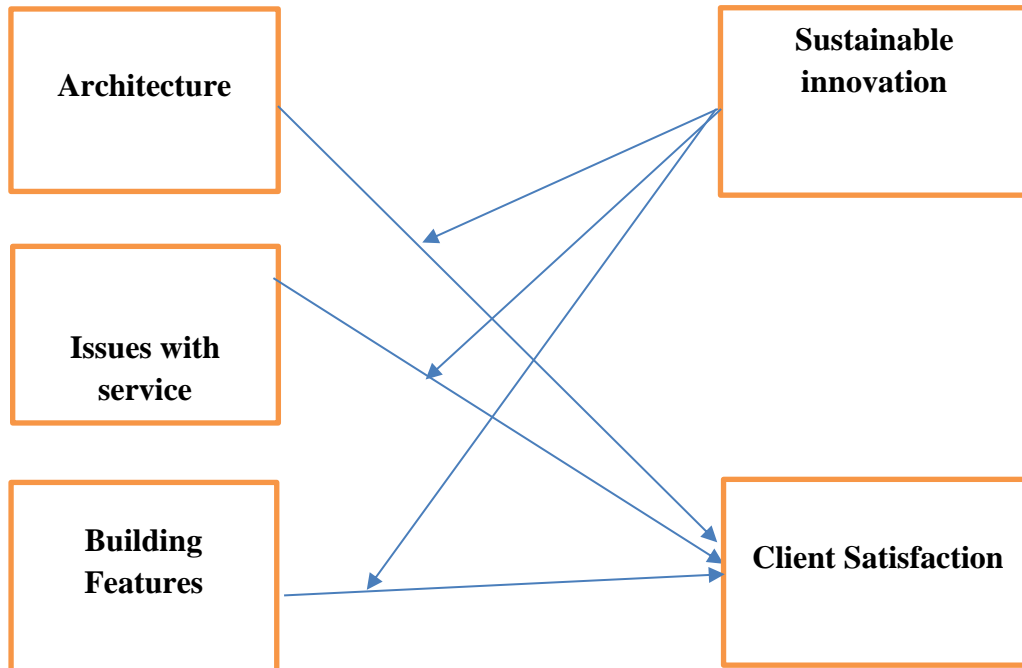 Architecture
Sustainable
innovation
Issues with
service
Building
Features
Client Satisfaction